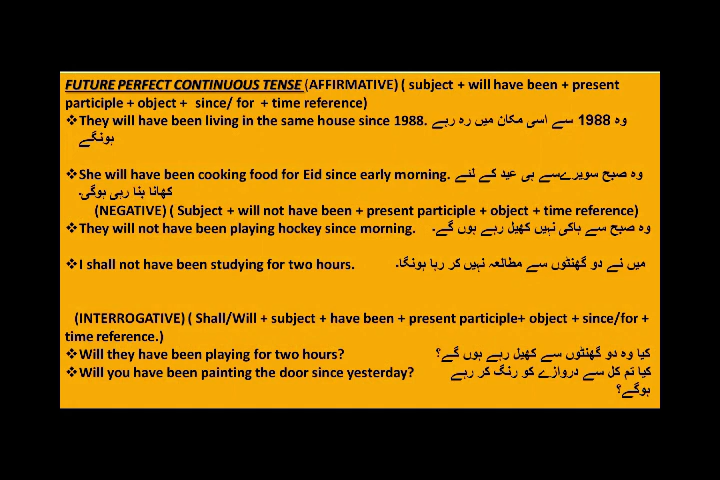 FUTURE PERFECT CONTINUOUS TENSE (AFFIRMATIVE) ( subject + will have been + present
participle + object + since/ for + time reference)
❖They will have been living in the same house since 1988. وہ 1988 سے اسی مکان میں رہ رہے
ہونگے
❖She will have been cooking food for Eid since early morning. وہ صبح سویرےسے ہی عید کے لئے
کھانا بنا رہی ہوگی۔
(NEGATIVE) ( Subject + will not have been + present participle + object + time reference)
❖They will not have been playing hockey since morning. وہ صبح سے ہاکی نہیں کھیل رہے ہوں گے۔
❖I shall not have been studying for two hours. میں نے دو گھنٹوں سے مطالعہ نہیں کر رہا ہونگا۔
(INTERROGATIVE) ( Shall/Will + subject + have been + present participle+ object + since/for +
time reference.)
❖Will they have been playing for two hours? کیا وہ دو گھنٹوں سے کھیل رہے ہوں گے؟
❖Will you have been painting the door since yesterday? کیا تم کل سے دروازے کو رنگ کر رہے
ہوگے؟